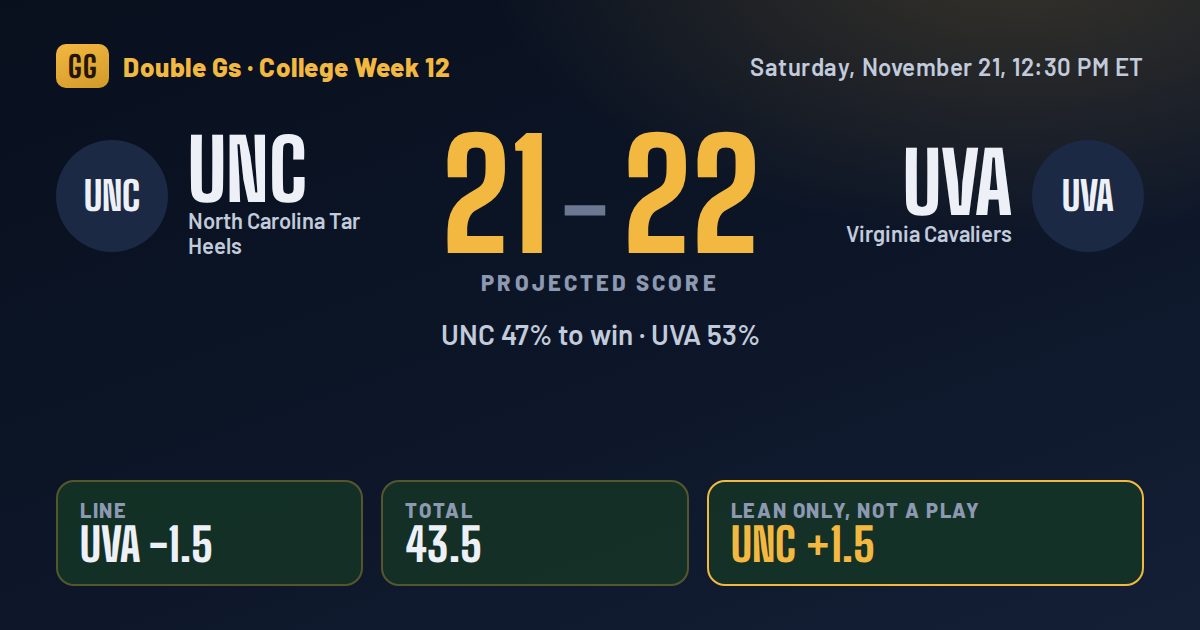 GG
Double Gs · College Week 12
Saturday, November 21, 12:30 PM ET
UNC
UNC
North Carolina Tar
Heels
21 – 22
PROJECTED SCORE
UNC 47% to win · UVA 53%
UVA
Virginia Cavaliers
UVA
LINE
UVA −1.5
TOTAL
43.5
LEAN ONLY, NOT A PLAY
UNC +1.5